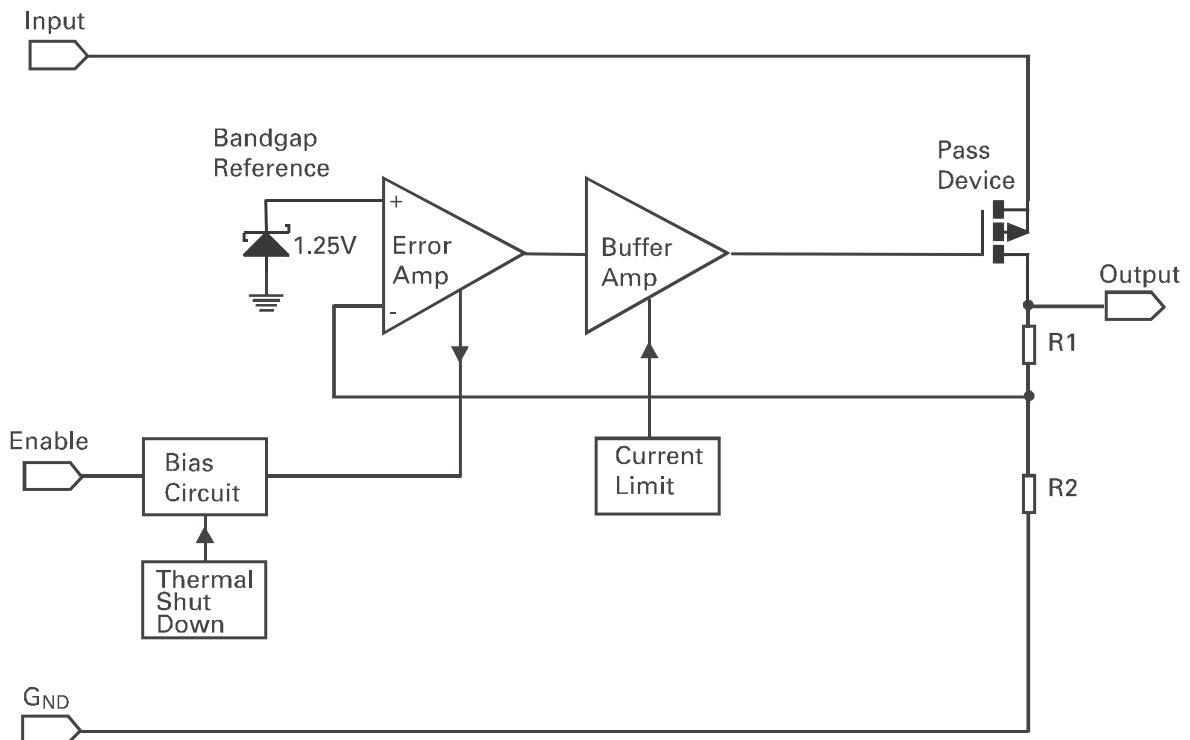 Input
Bandgap
Reference
Pass
Device
+
1.25V
Error
Amp
Buffer
Amp
-
Output
R1
Enable
Bias
Circuit
Current
Limit
R2
Thermal
Shut
Down
GND